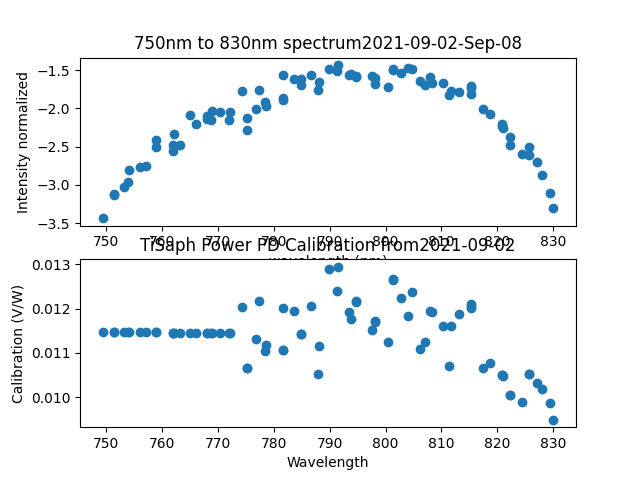 750nm to 830nm spectrum2021-09-02-Sep-08
Intensity normalized
−1.5
−2.0
−2.5
−3.0
−3.5
750 760 770 780 790 800 810 820 830
wavelength (nm)
TiSaph Power PD Calibration from2021-09-02
Calibration (V/W)
0.013
0.012
0.011
0.010
750 760 770 780 790 800 810 820 830
Wavelength